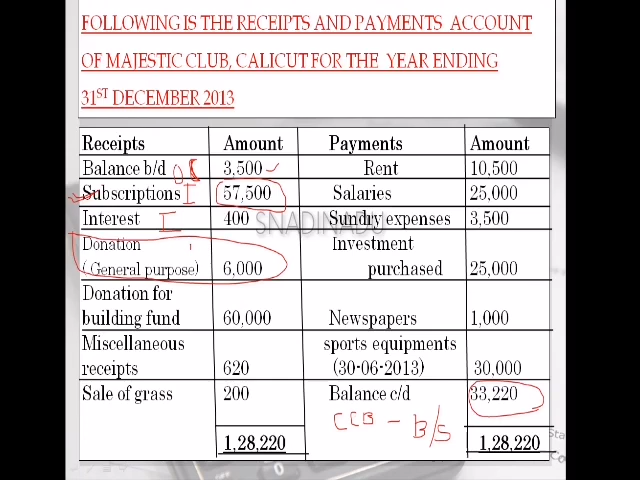 FOLLOWING IS THE RECEIPTS AND PAYMENTS ACCOUNT
OF MAJESTIC CLUB, CALICUT FOR THE YEAR ENDING
31ST DECEMBER 2013
Receipts Amount Payments Amount
Balance b/d 3,500 Rent 10,500
Subscriptions I 57,500 Salaries 25,000
Interest I 400 Sundry expenses 3,500
SNADINADU
Donation Investment
(General purpose) 6,000 purchased 25,000
Donation for
building fund 60,000 Newspapers 1,000
Miscellaneous sports equipments
receipts 620 (30-06-2013) 30,000
Sale of grass 200 Balance c/d 33,220
CCB - B/S
1,28,220 1,28,220